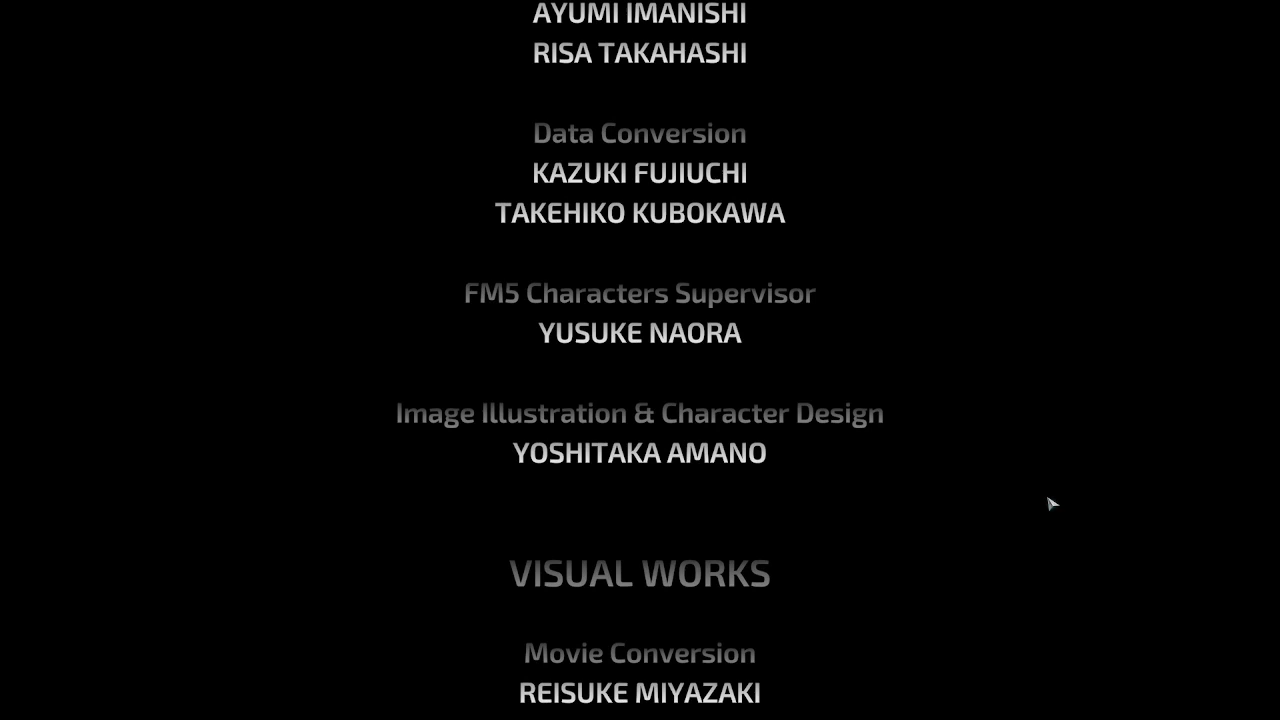 AYUMI IMANISHI
RISA TAKAHASHI
Data Conversion
KAZUKI FUJIUCHI
TAKEHIKO KUBOKAWA
FM5 Characters Supervisor
YUSUKE NAORA
Image Illustration & Character Design
YOSHITAKA AMANO
VISUAL WORKS
Movie Conversion
REISUKE MIYAZAKI